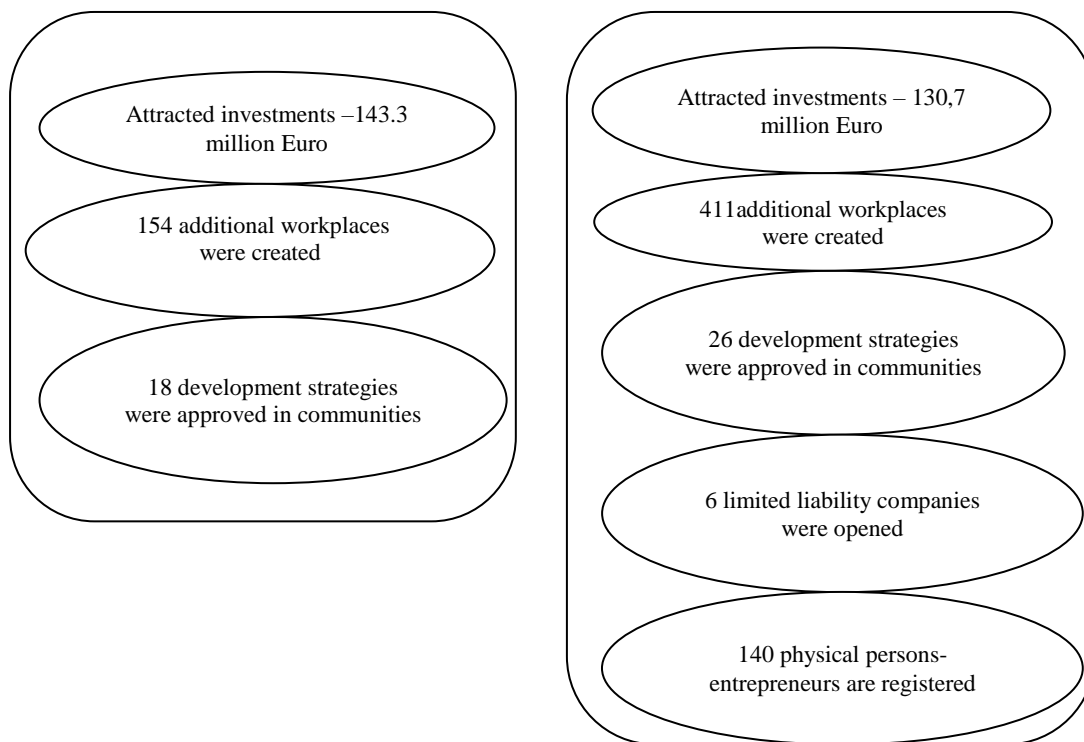 Attracted investments –143.3
million Euro
154 additional workplaces
were created
18 development strategies
were approved in communities
Attracted investments – 130,7
million Euro
411additional workplaces
were created
26 development strategies
were approved in communities
6 limited liability companies
were opened
140 physical persons-
entrepreneurs are registered